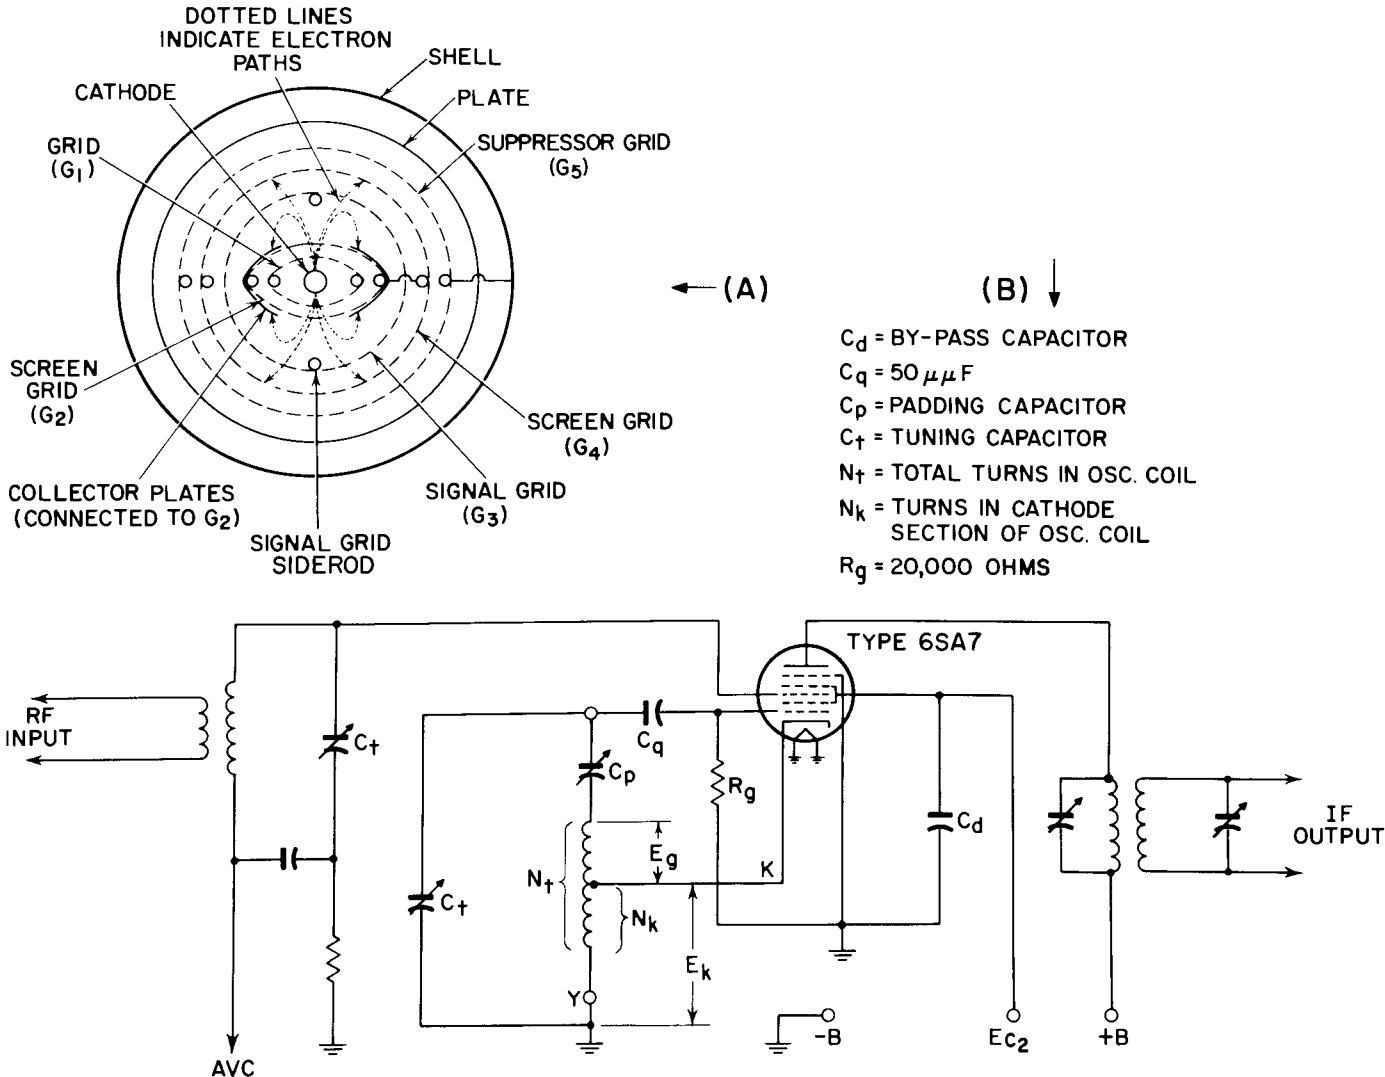 DOTTED LINES
INDICATE ELECTRON
PATHS
SHELL
CATHODE
PLATE
GRID
(G1)
SUPPRESSOR GRID
(G5)
SCREEN
GRID
(G2)
SCREEN GRID
(G4)
COLLECTOR PLATES
(CONNECTED TO G2)
SIGNAL GRID
(G3)
SIGNAL GRID
SIDEROD
(A)
(B)
Cd = BY-PASS CAPACITOR
Cq = 50 μμF
Cp = PADDING CAPACITOR
Ct = TUNING CAPACITOR
Nt = TOTAL TURNS IN OSC. COIL
Nk = TURNS IN CATHODE
SECTION OF OSC. COIL
Rg = 20,000 OHMS
TYPE 6SA7
RF
INPUT
Ct
Cq
Cp
Rg
Cd
IF
OUTPUT
Eg
K
Nt
Ct
Nk
Ek
Y
-B
Ec2
+B
AVC